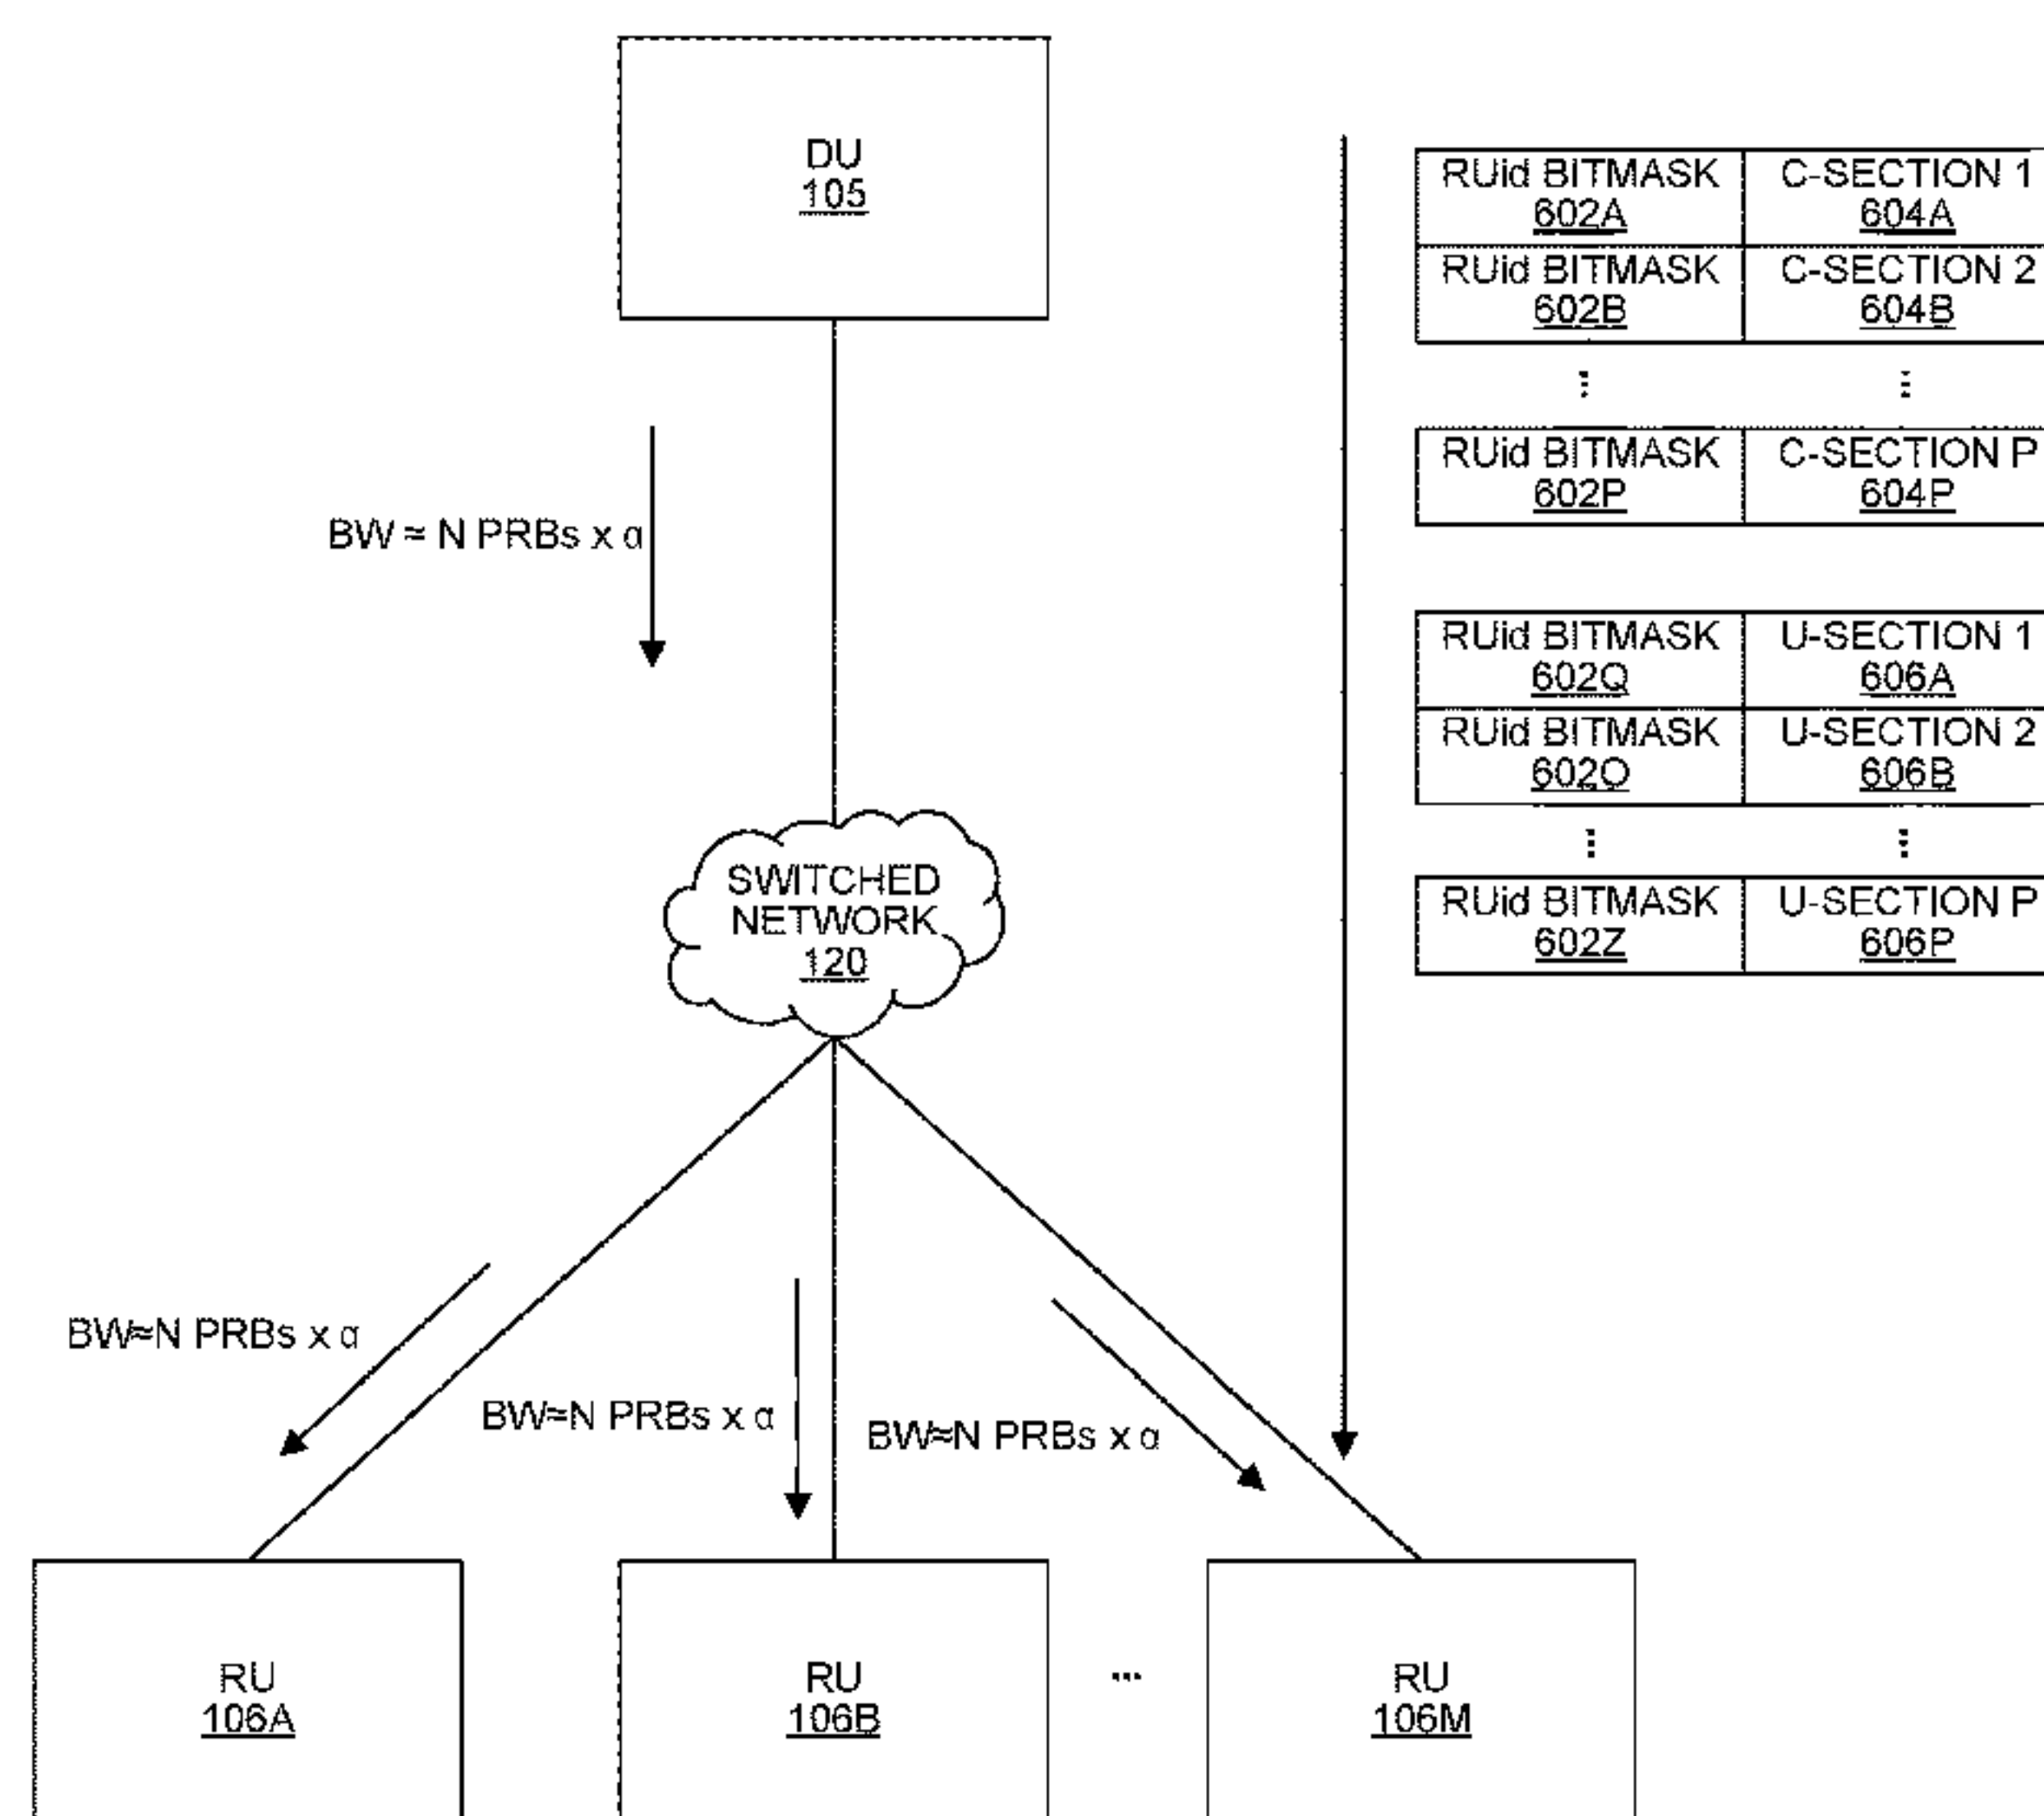 DU
105
RUid BITMASK C-SECTION 1
602A 604A
RUid BITMASK C-SECTION 2
602B 604B
⋮ ⋮
RUid BITMASK C-SECTION P
602P 604P
BW ≈ N PRBs x α
RUid BITMASK U-SECTION 1
602Q 606A
RUid BITMASK U-SECTION 2
602O 606B
⋮ ⋮
RUid BITMASK U-SECTION P
602Z 606P
SWITCHED
NETWORK
120
BW≈N PRBs x α
BW≈N PRBs x α
BW≈N PRBs x α
RU
106A
RU
106B
...
RU
106M